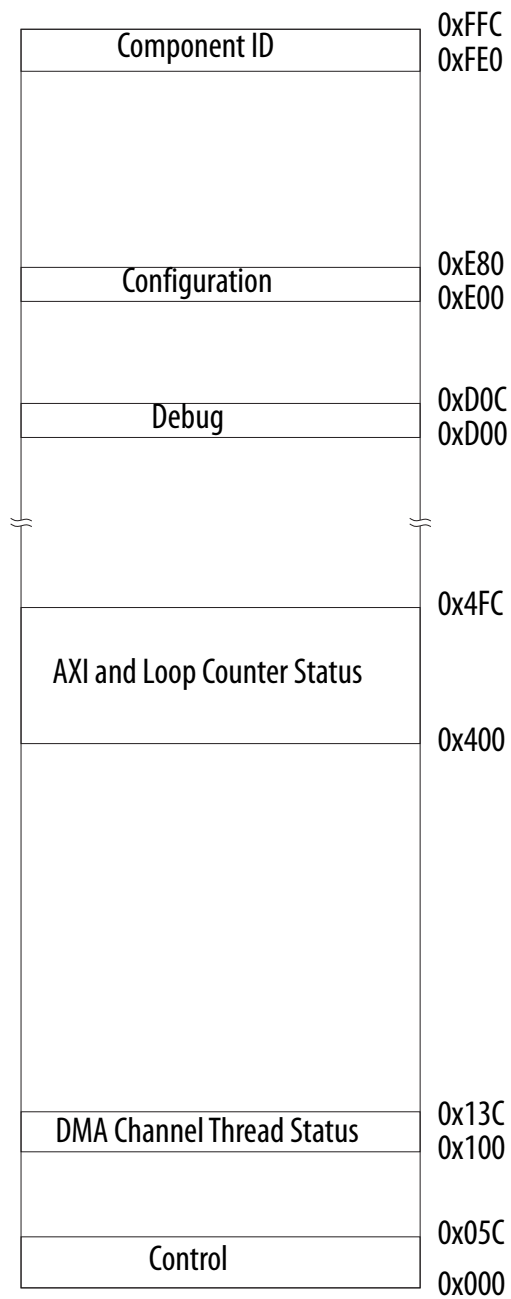 0xFFC
Component ID
0xFE0
0xE80
Configuration
0xE00
0xD0C
Debug
0xD00
0x4FC
AXI and Loop Counter Status
0x400
0x13C
DMA Channel Thread Status
0x100
0x05C
Control
0x000